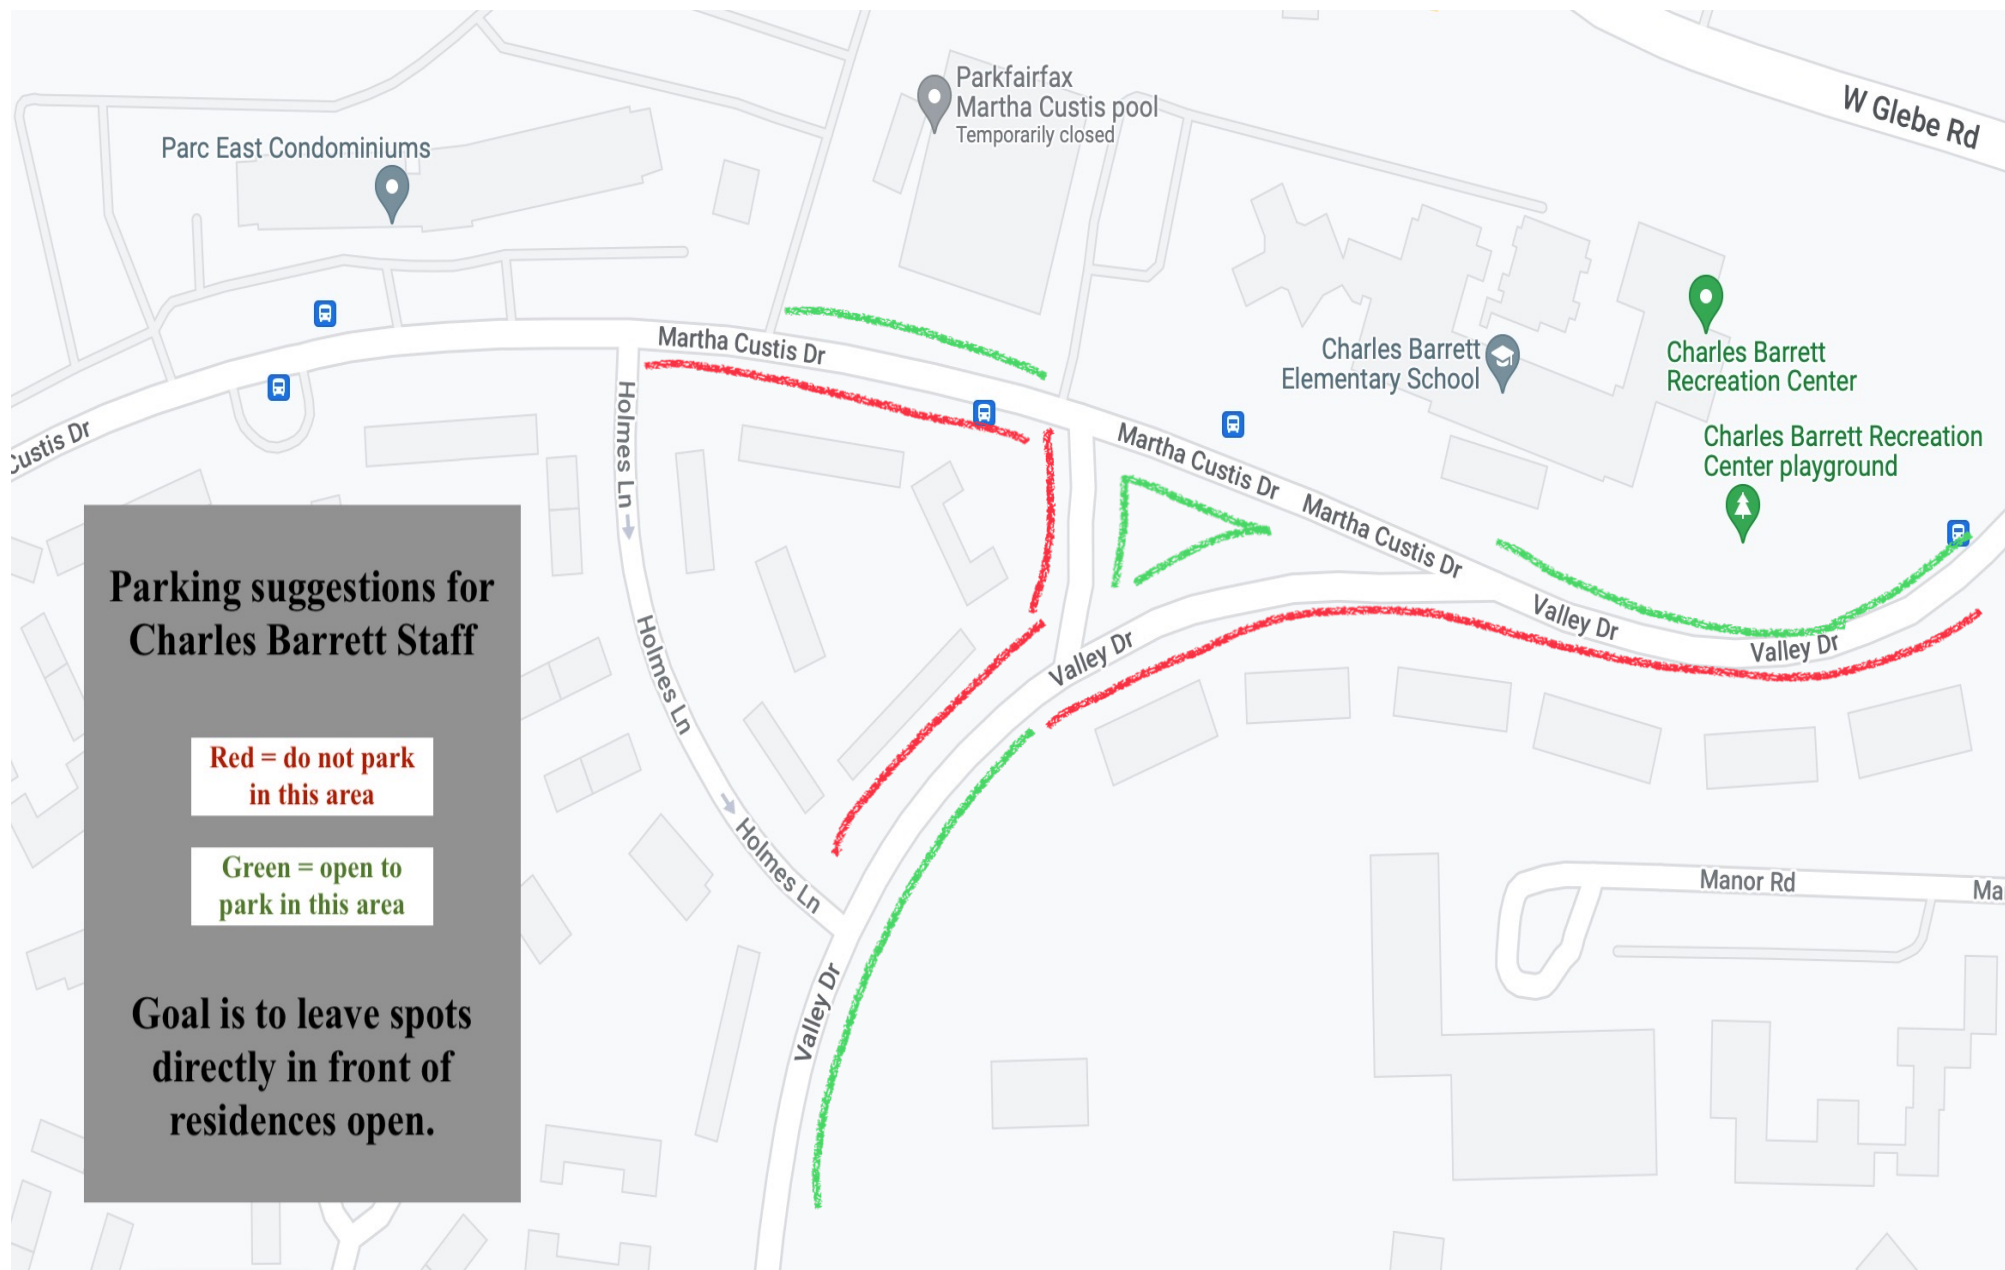 W Glebe Rd
Parkfairfax
Martha Custis pool
Temporarily closed
Parc East Condominiums
Martha Custis Dr
Charles Barrett
Elementary School
Charles Barrett
Recreation Center
Charles Barrett Recreation
Center playground
Custis Dr
Holmes Ln
Martha Custis Dr
Martha Custis Dr
Valley Dr
Valley Dr
Valley Dr
Holmes Ln
Holmes Ln
Valley Dr
Manor Rd
Ma
Parking suggestions for
Charles Barrett Staff
Red = do not park
in this area
Green = open to
park in this area
Goal is to leave spots
directly in front of
residences open.